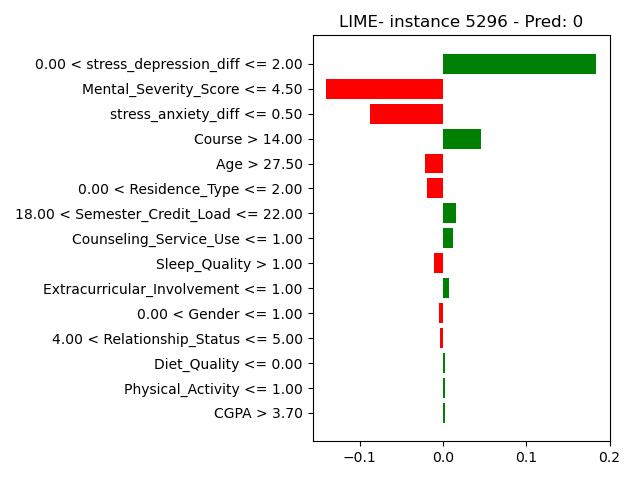 LIME- instance 5296 - Pred: 0
0.00 < stress_depression_diff <= 2.00
Mental_Severity_Score <= 4.50
stress_anxiety_diff <= 0.50
Course > 14.00
Age > 27.50
0.00 < Residence_Type <= 2.00
18.00 < Semester_Credit_Load <= 22.00
Counseling_Service_Use <= 1.00
Sleep_Quality > 1.00
Extracurricular_Involvement <= 1.00
0.00 < Gender <= 1.00
4.00 < Relationship_Status <= 5.00
Diet_Quality <= 0.00
Physical_Activity <= 1.00
CGPA > 3.70
−0.1 0.0 0.1 0.2